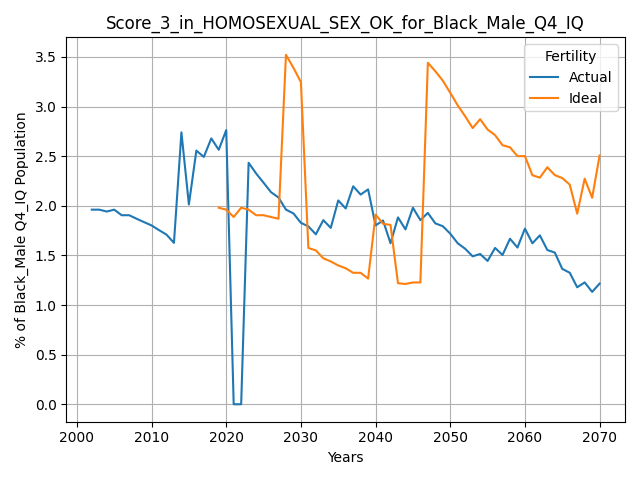 Score_3_in_HOMOSEXUAL_SEX_OK_for_Black_Male_Q4_IQ
Fertility
Actual
Ideal
% of Black_Male Q4_IQ Population
3.5
3.0
2.5
2.0
1.5
1.0
0.5
0.0
2000 2010 2020 2030 2040 2050 2060 2070
Years